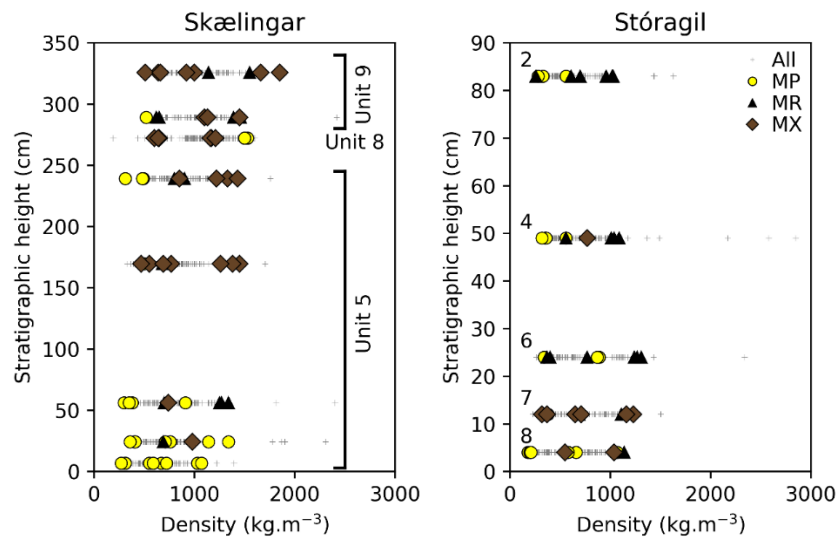 Skælingar
Stratigraphic height (cm)
350
300
250
200
150
100
50
0
Unit 9
Unit 8
Unit 5
0 1000 2000 3000
Density (kg.m⁻³)
Stóragil
Stratigraphic height (cm)
90
80
70
60
50
40
30
20
10
0
2
4
6
7
8
All
MP
MR
MX
0 1000 2000 3000
Density (kg.m⁻³)